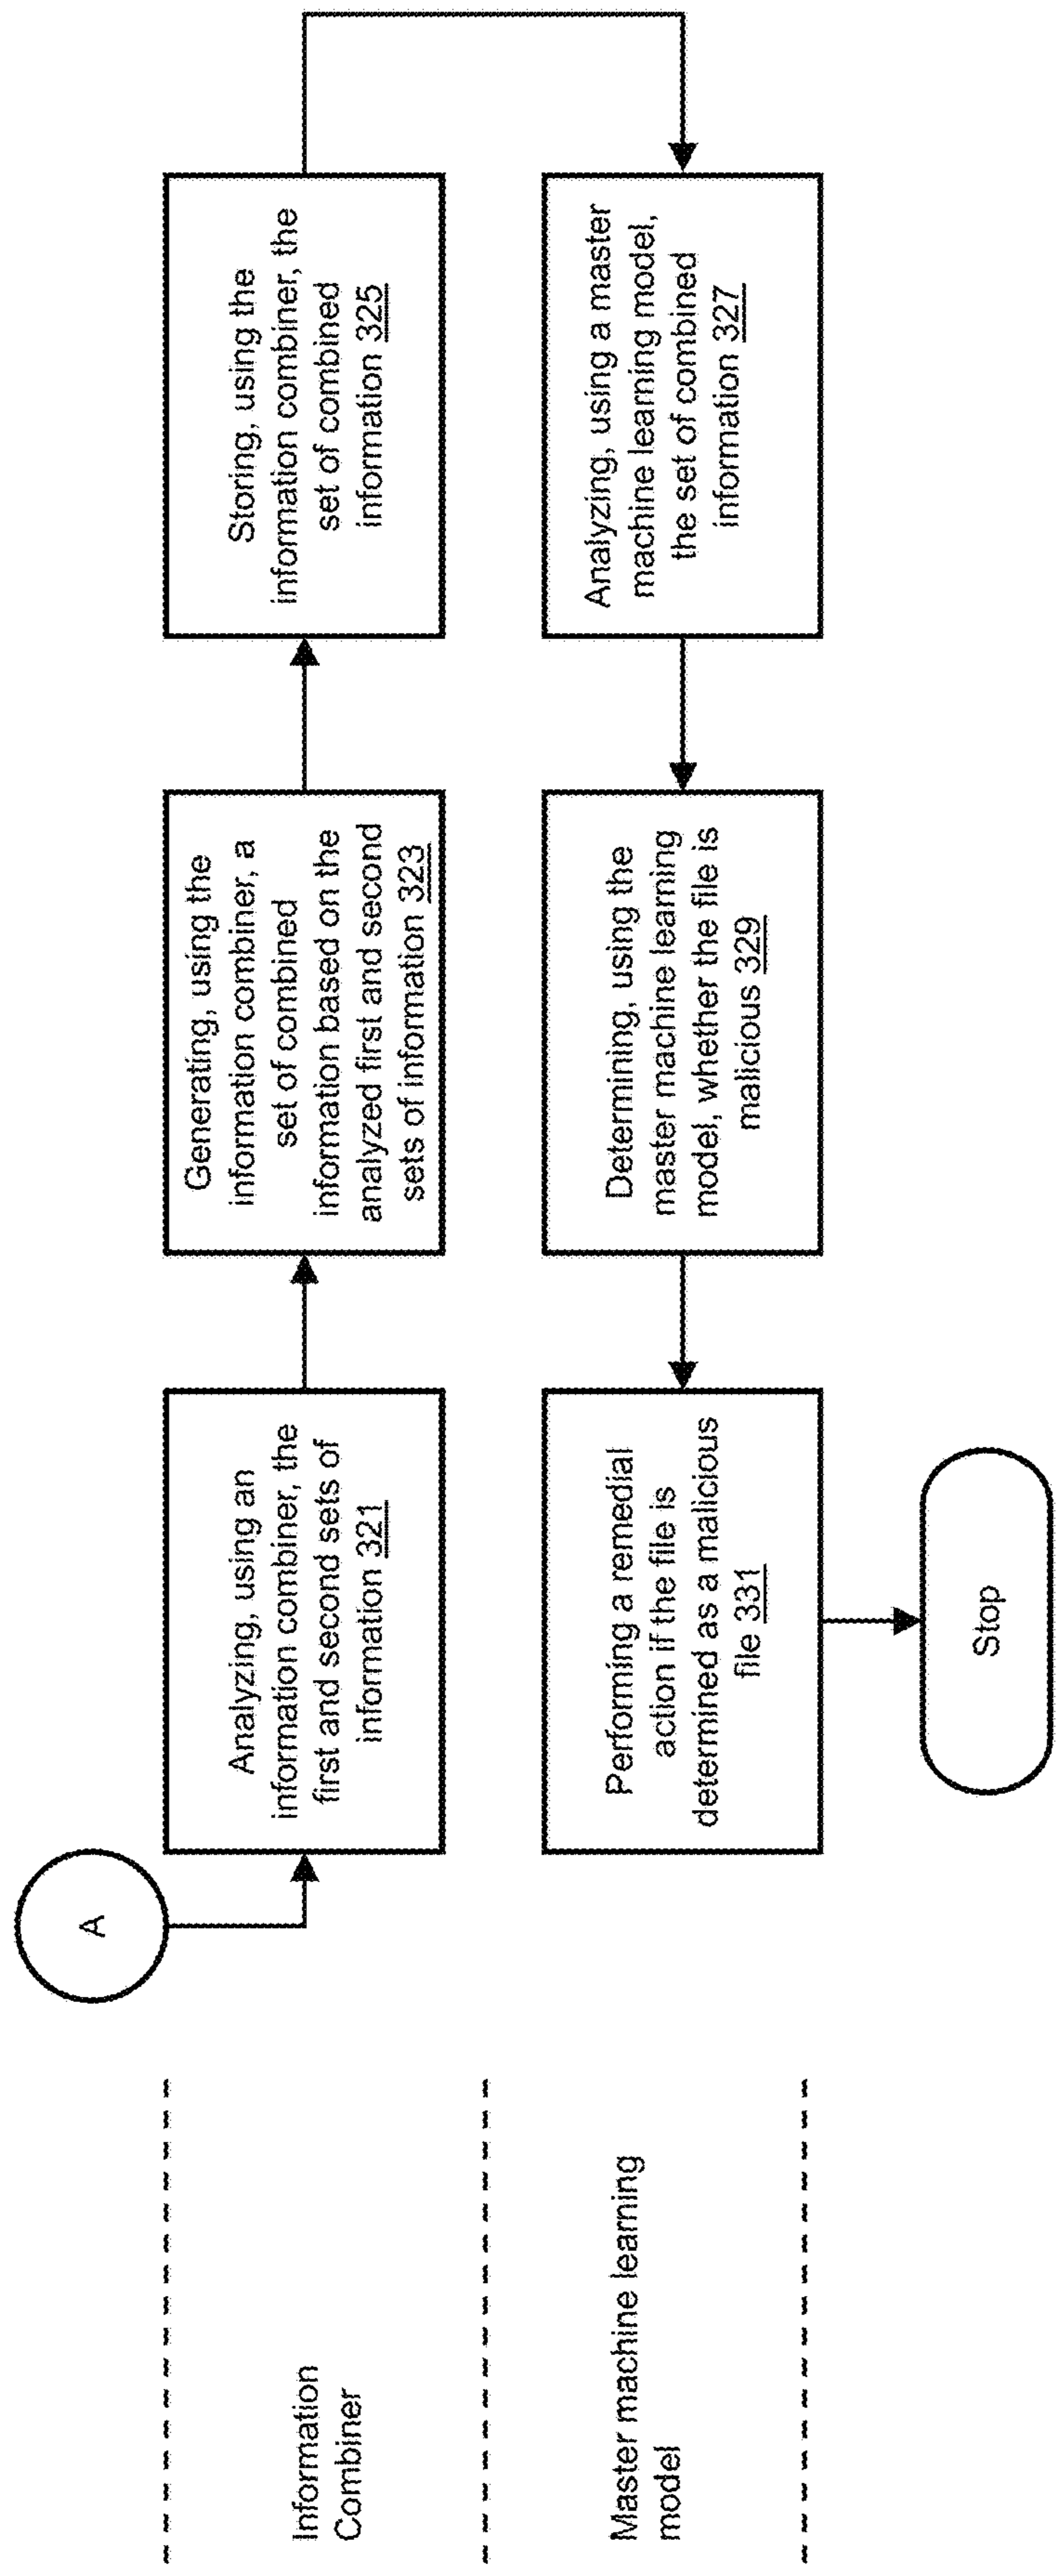 A
Information
Combiner
Analyzing, using an
information combiner, the
first and second sets of
information 321
Generating, using the
information combiner, a
set of combined
information based on the
analyzed first and second
sets of information 323
Storing, using the
information combiner, the
set of combined
information 325
Master machine learning
model
Performing a remedial
action if the file is
determined as a malicious
file 331
Determining, using the
master machine learning
model, whether the file is
malicious 329
Analyzing, using a master
machine learning model,
the set of combined
information 327
Stop